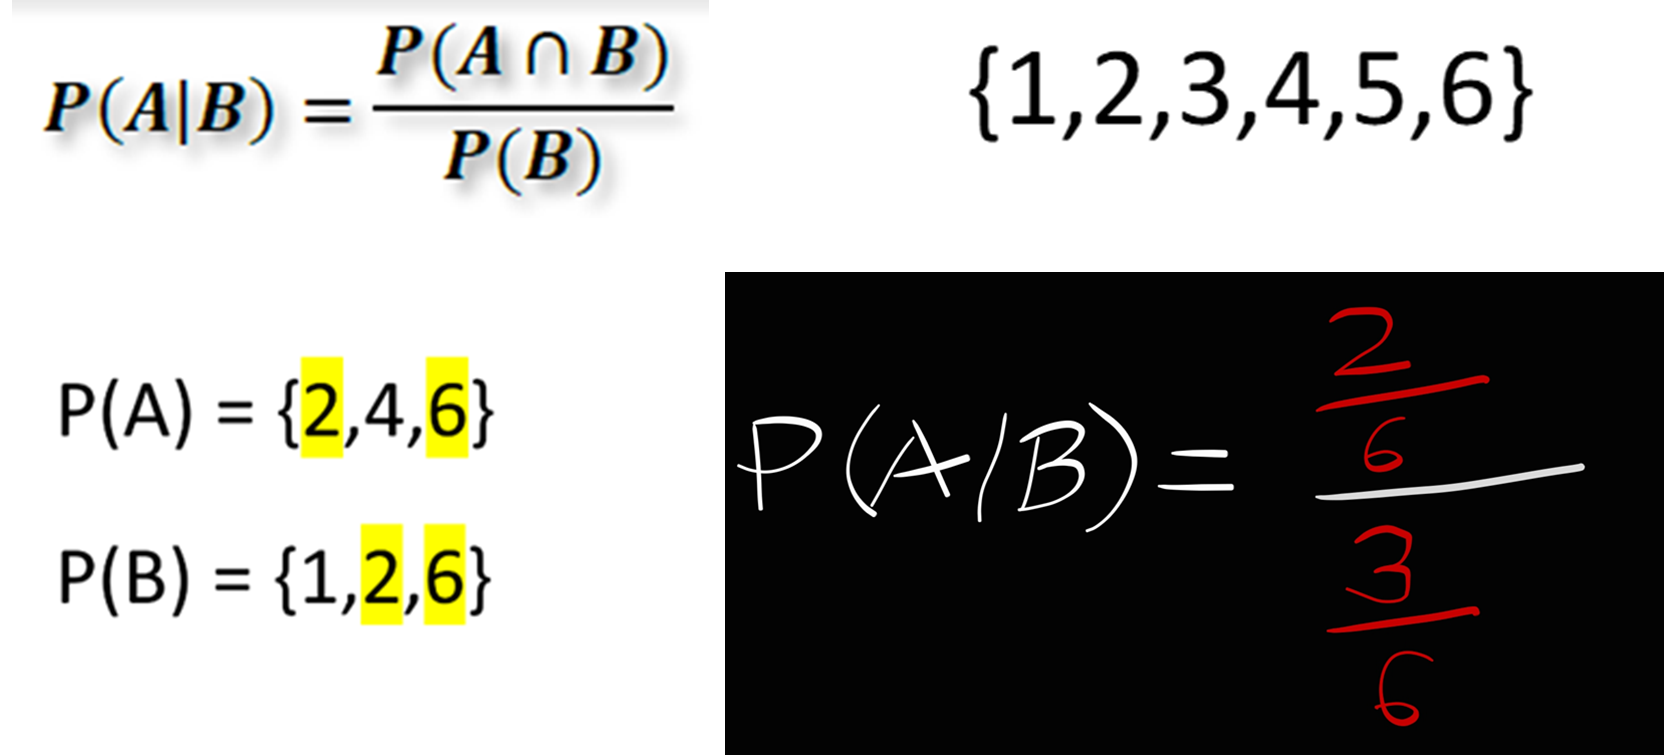 P(A|B) = P(A ∩ B)
P(B)
{1,2,3,4,5,6}
P(A) = {2,4,6}
P(B) = {1,2,6}
P(A/B) =
2
6
3
6